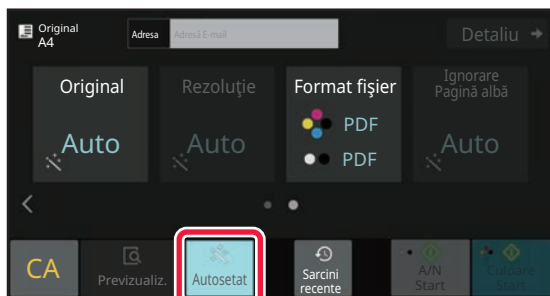 Original
A4
Adresa
Adresă E-mail
Detaliu
Original
Auto
Rezoluţie
Auto
Format fişier
PDF
PDF
Ignorare
Pagină albă
Auto
CA
Previzualiz.
Autosetat
Sarcini
recente
A/N
Start
Culoare
Start